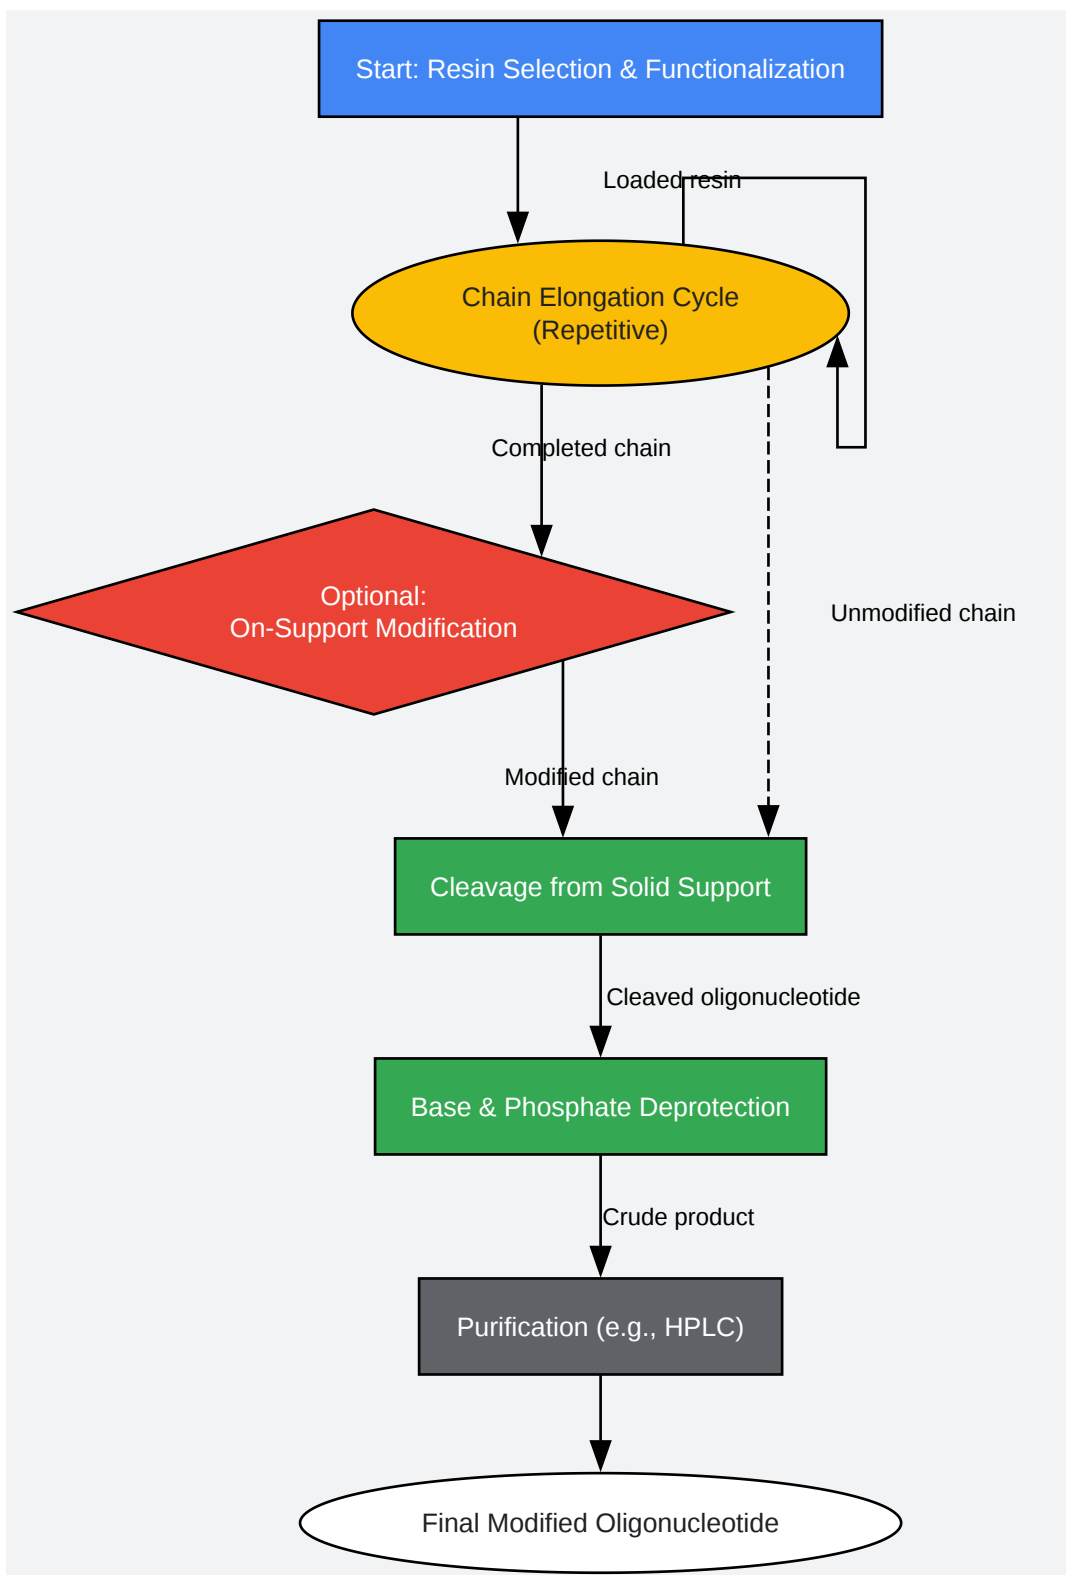 Start: Resin Selection & Functionalization
Loaded resin
Chain Elongation Cycle
(Repetitive)
Completed chain
Optional:
On-Support Modification
Unmodified chain
Modified chain
Cleavage from Solid Support
Cleaved oligonucleotide
Base & Phosphate Deprotection
Crude product
Purification (e.g., HPLC)
Final Modified Oligonucleotide